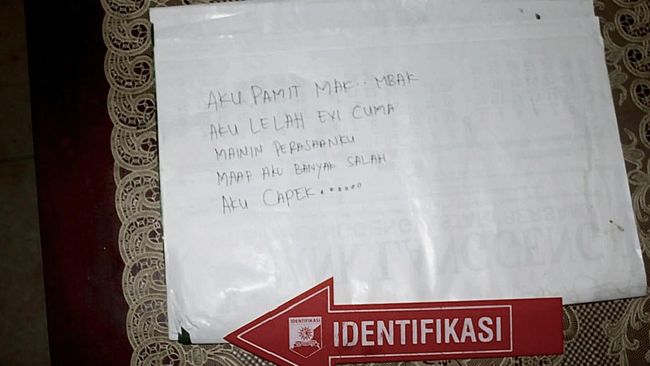 AKU PAMIT MAK.. MBAK
AKU LELAH EVI CUMA
MAININ PERASAANKU
MAAF AKU BANYAK SALAH
AKU CAPEK.......
IDENTIFIKASI